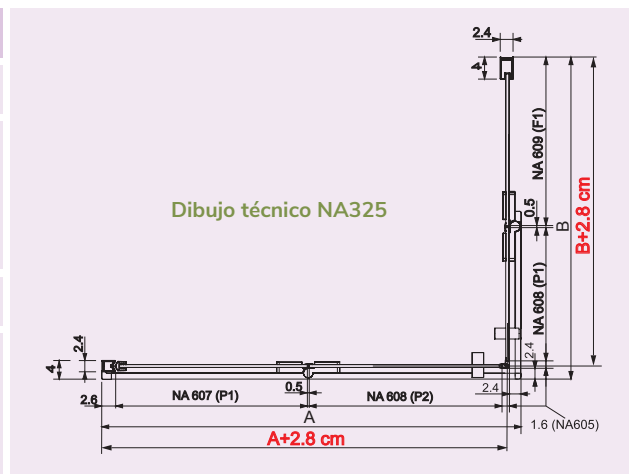 2.4
4
NA 609 (F1)
Dibujo técnico NA325
0.5
B
B+2.8 cm
NA 608 (P1)
2.4
2.4
4
2.4
2.6
NA 607 (P1)
0.5
NA 608 (P2)
A
1.6 (NA605)
A+2.8 cm